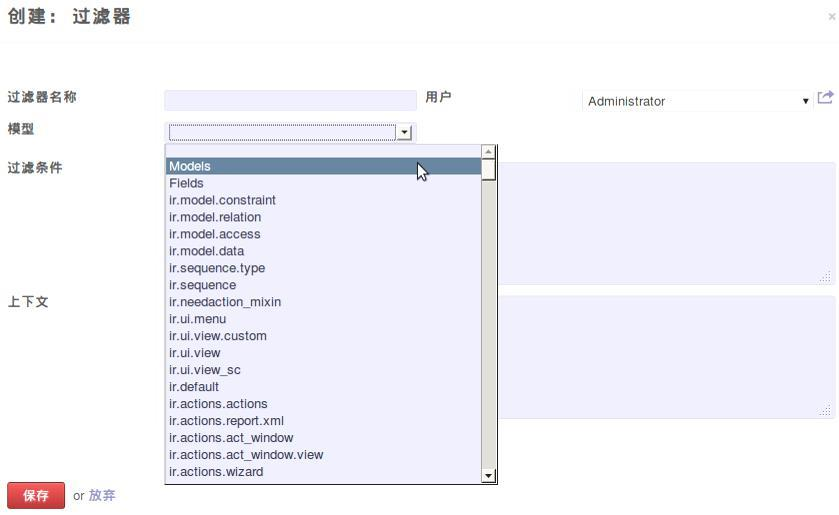 创建： 过滤器
×
过滤器名称
用户
Administrator
模型
Models
过滤条件
Fields
ir.model.constraint
ir.model.relation
ir.model.access
ir.model.data
ir.sequence.type
ir.sequence
ir.needaction_mixin
上下文
ir.ui.menu
ir.ui.view.custom
ir.ui.view
ir.ui.view_sc
ir.default
ir.actions.actions
ir.actions.report.xml
ir.actions.act_window
ir.actions.act_window.view
ir.actions.wizard
保存 or 放弃